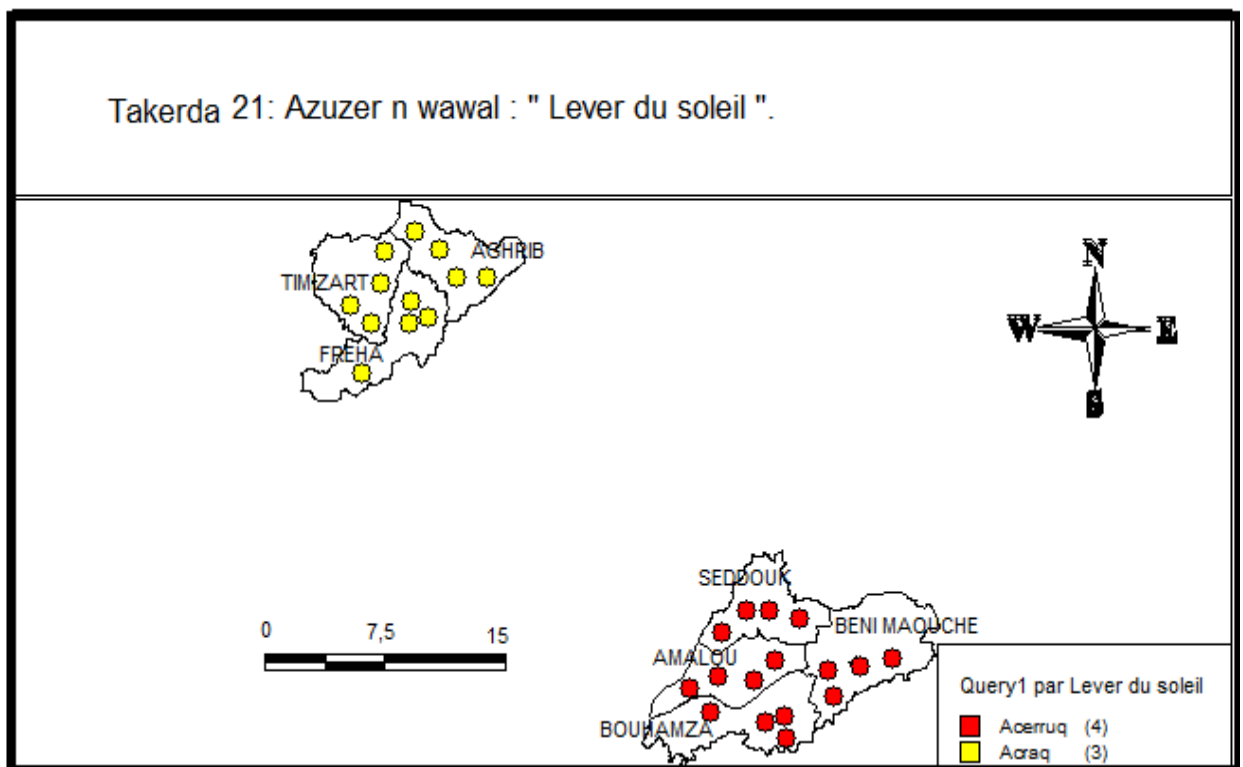 Takerda 21: Azuzer n wawal : " Lever du soleil ".
AGHRIB
TIMIZART
FREHA
N
W E
S
SEDDOUK
BENI MAOUCHE
AMALOU
BOUHAMZA
0 7,5 15
Query1 par Lever du soleil
Acerruq (4)
Acraq (3)